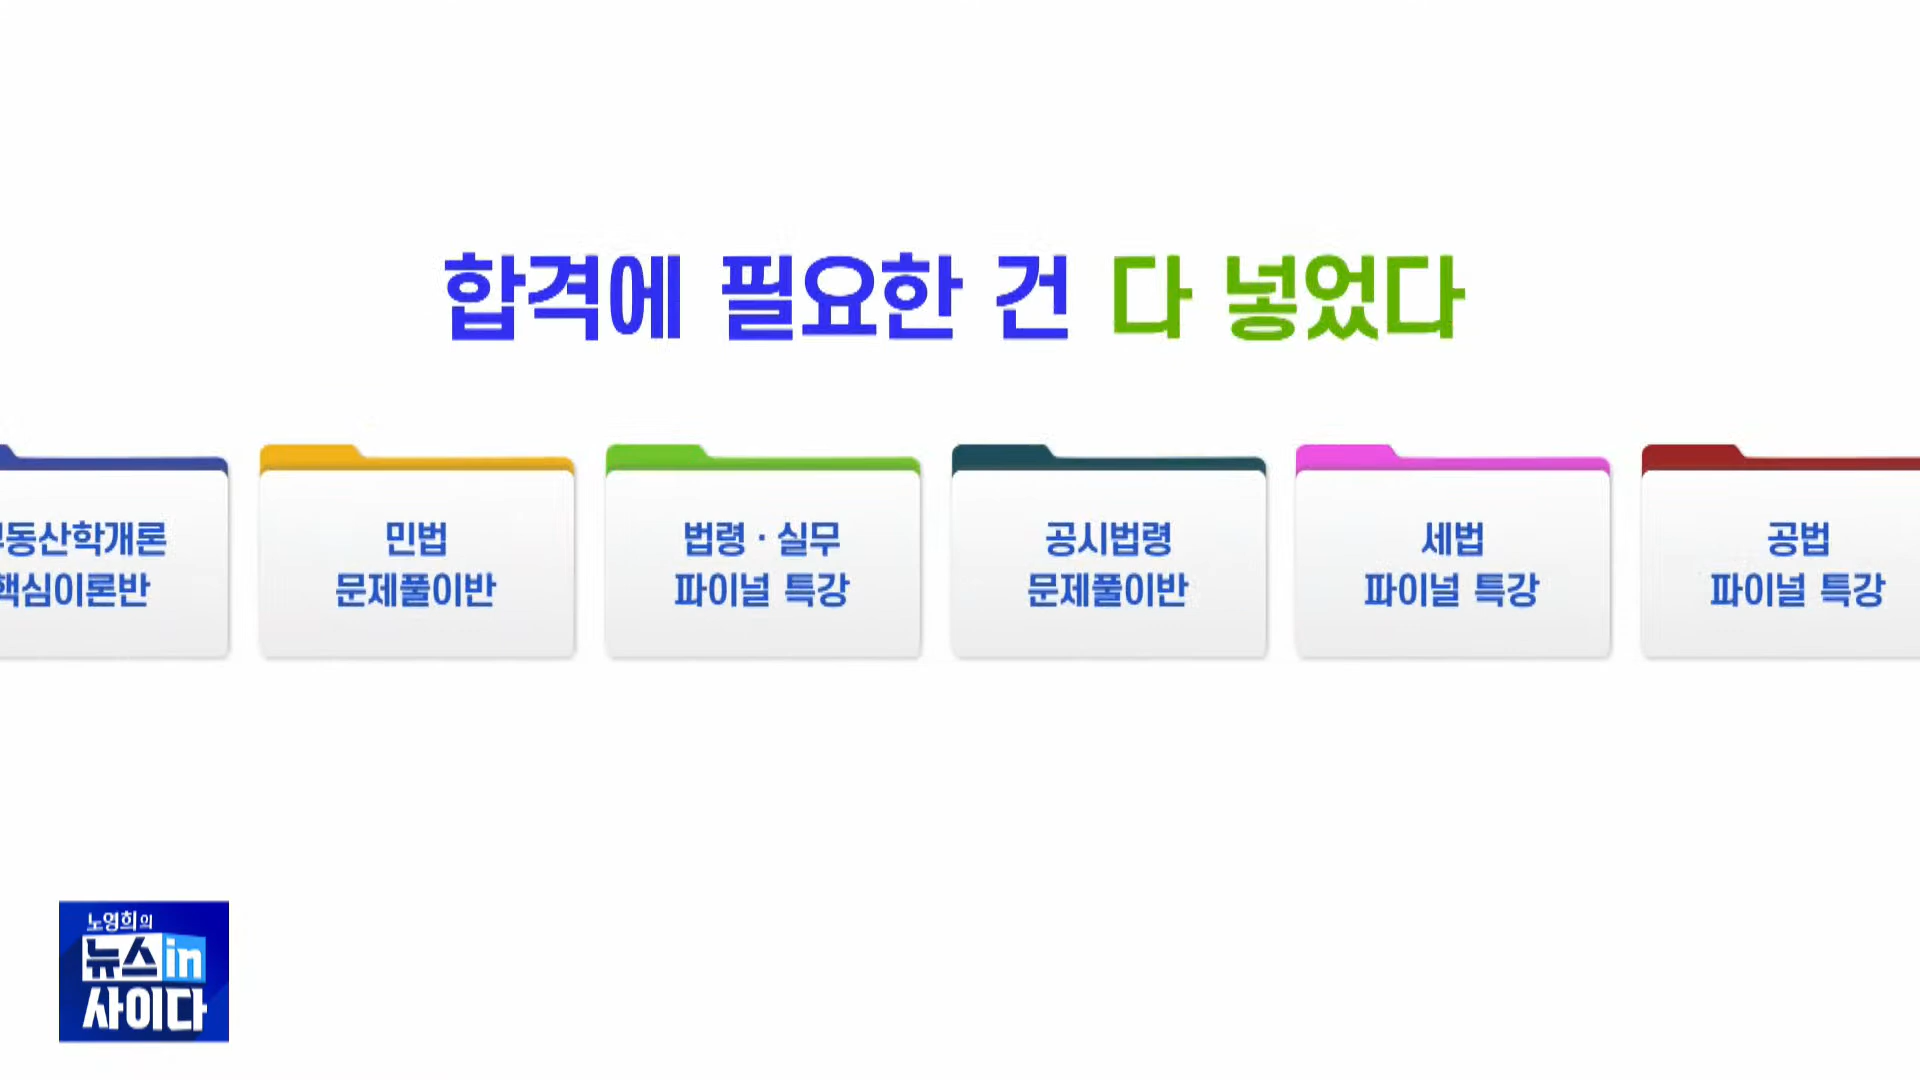 합격에 필요한 건 다 넣었다
부동산학개론
핵심이론반
민법
문제풀이반
법령 · 실무
파이널 특강
공시법령
문제풀이반
세법
파이널 특강
공법
파이널 특강
노영희의
뉴스in
사이다